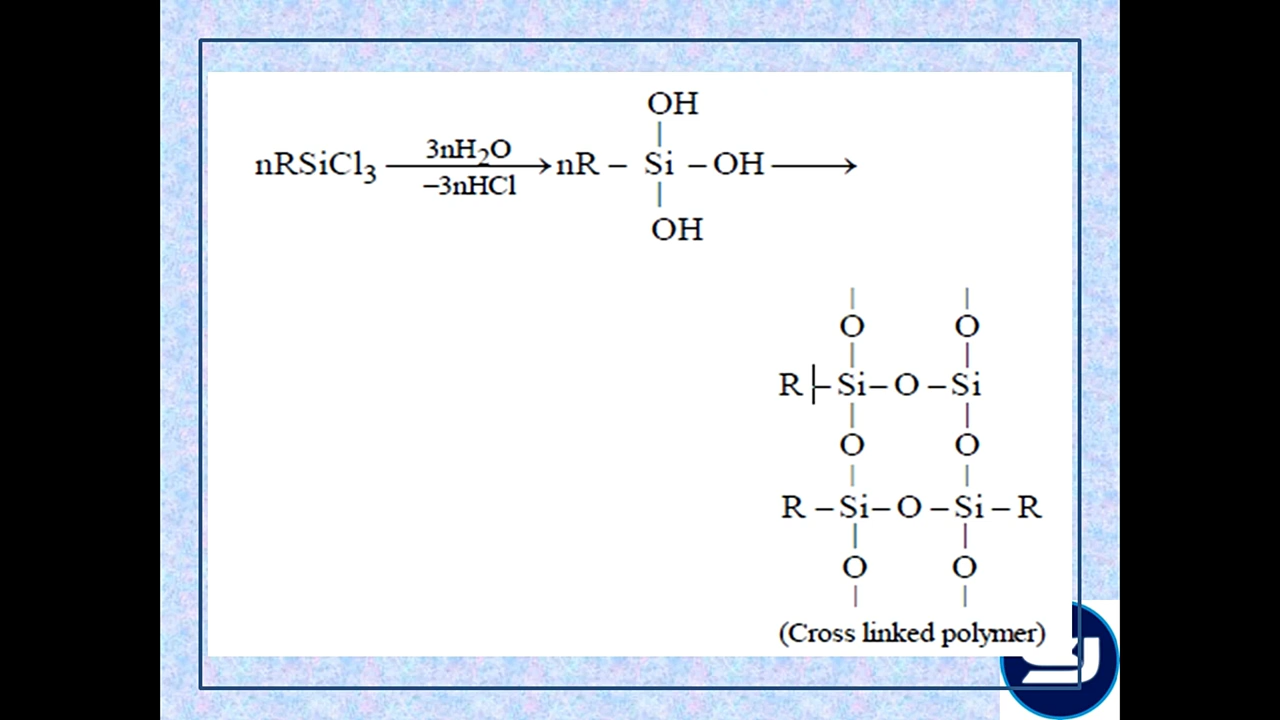 OH
3nH2O
nRSiCl3 ⟶ nR – Si – OH ⟶
–3nHCl
OH
O O
R – Si – O – Si
O O
R – Si – O – Si – R
O O
(Cross linked polymer)